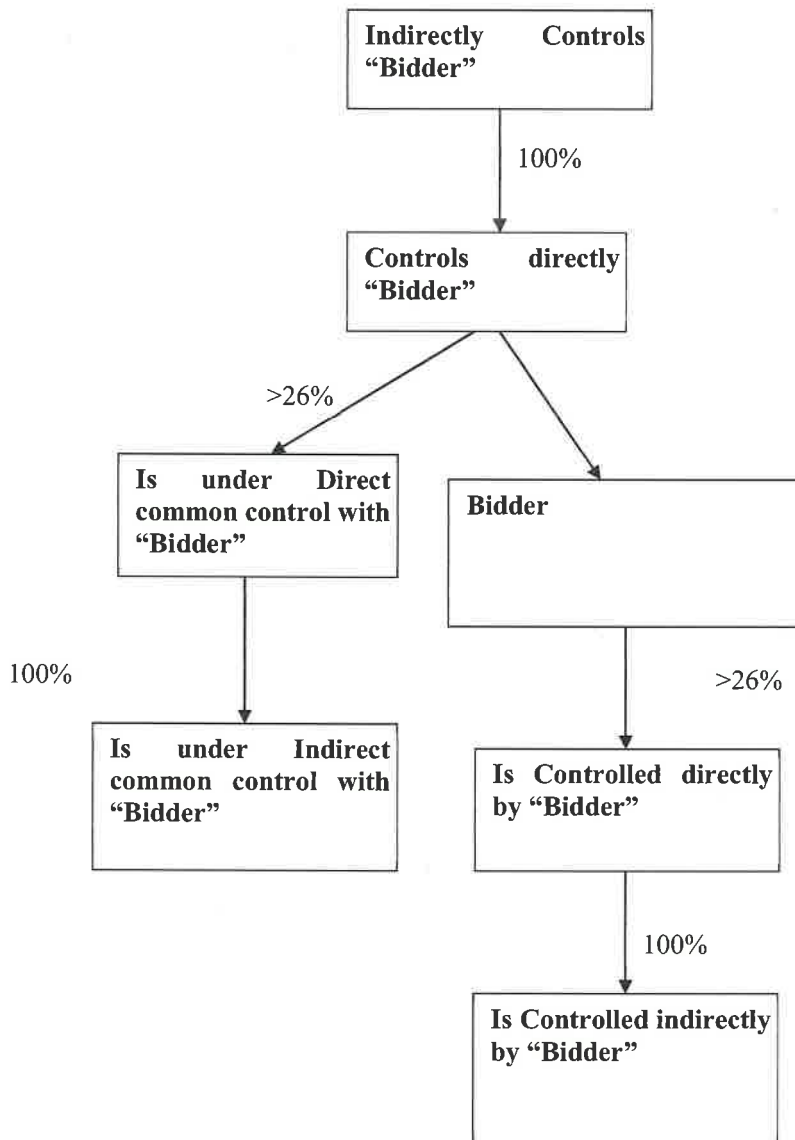 Indirectly Controls
“Bidder”
100%
Controls directly
“Bidder”
>26%
Is under Direct
common control with
“Bidder”
Bidder
100%
>26%
Is under Indirect
common control with
“Bidder”
Is Controlled directly
by “Bidder”
100%
Is Controlled indirectly
by “Bidder”